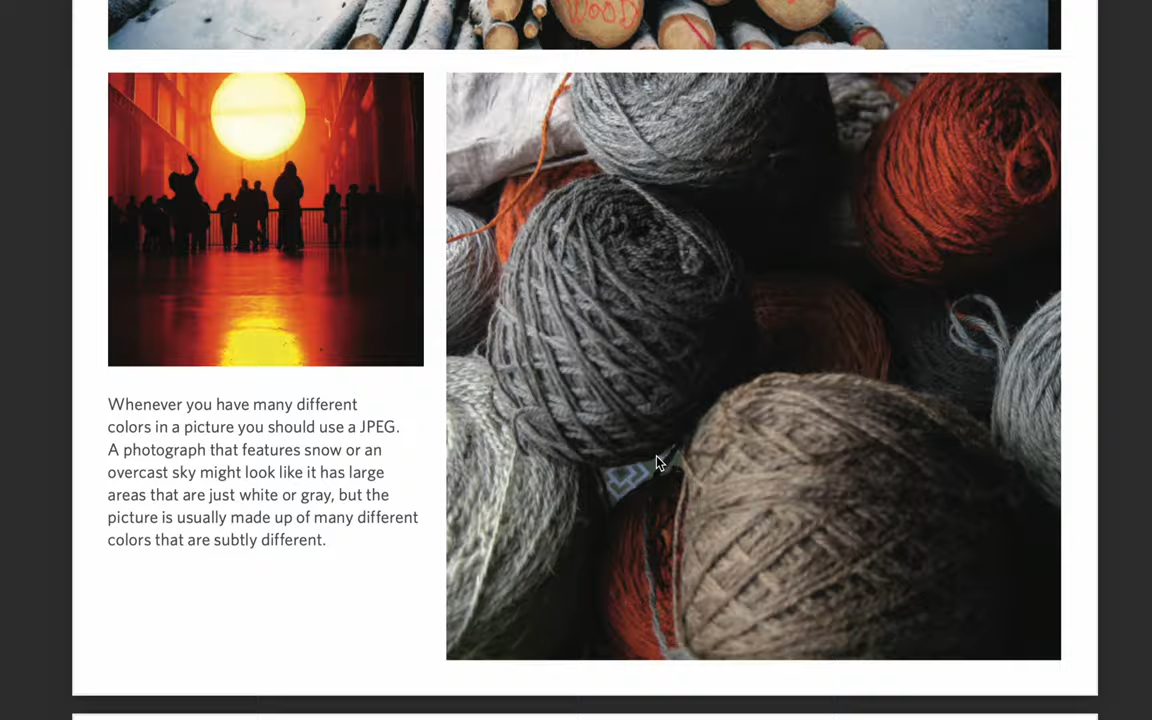 WOOD
Whenever you have many different
colors in a picture you should use a JPEG.
A photograph that features snow or an
overcast sky might look like it has large
areas that are just white or gray, but the
picture is usually made up of many different
colors that are subtly different.